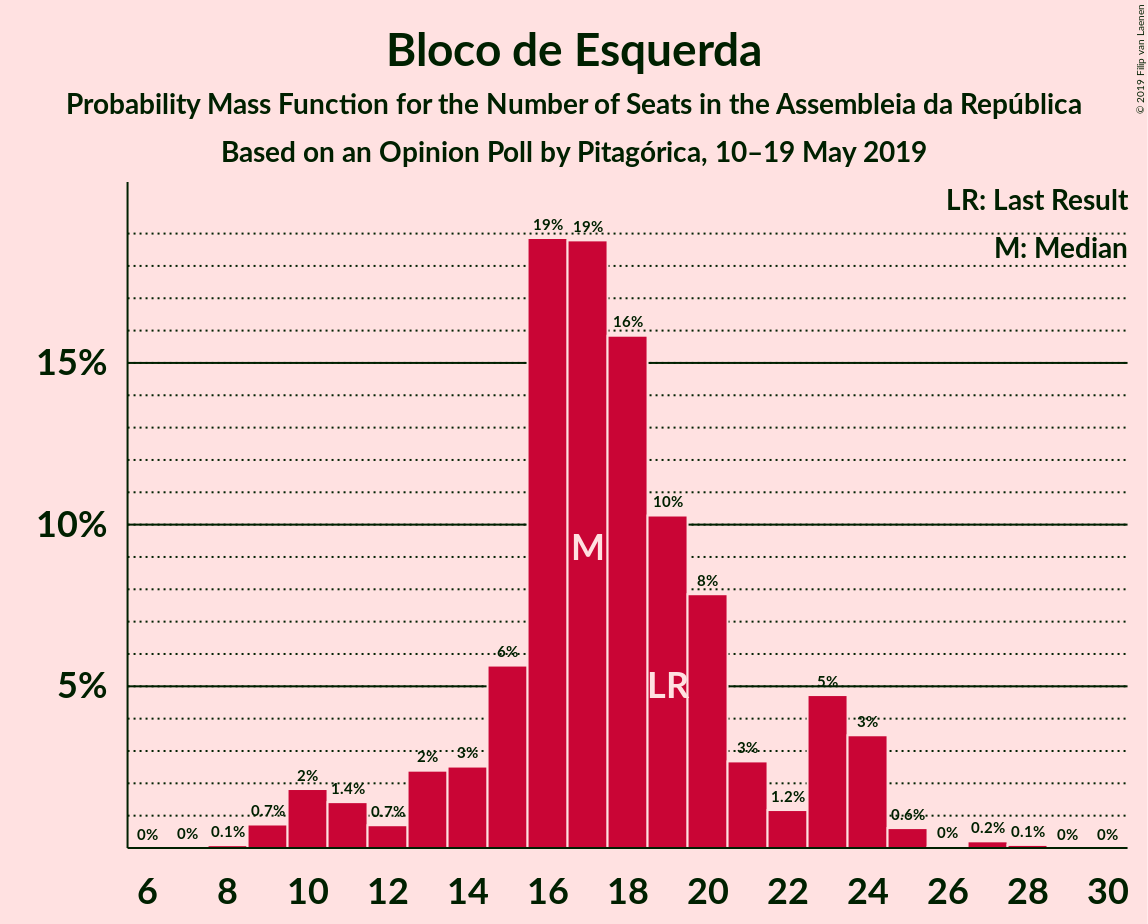 Bloco de Esquerda
Probability Mass Function for the Number of Seats in the Assembleia da República
Based on an Opinion Poll by Pitagórica, 10–19 May 2019
© 2019 Filip van Laenen
LR: Last Result
M: Median
19% 19%
16%
15%
10%
10%
M
8%
6%
5%
LR
5%
3%
2% 3% 3%
2% 1.4% 1.2%
0.7% 0.7% 0.6%
0% 0% 0.1% 0% 0.2% 0.1% 0% 0%
6 8 10 12 14 16 18 20 22 24 26 28 30